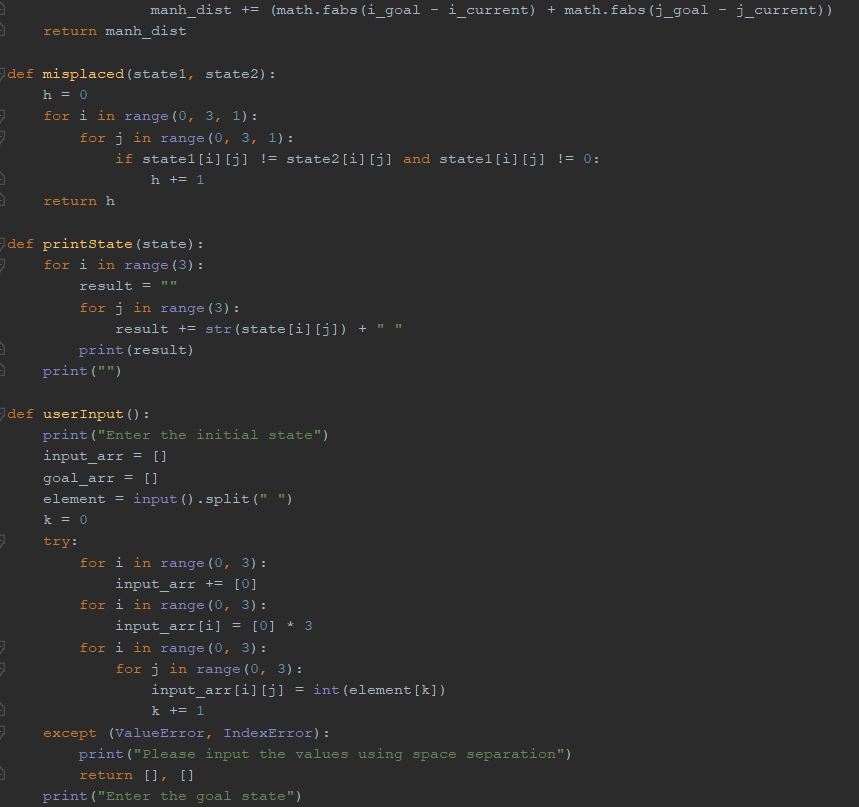 manh_dist += (math.fabs(i_goal - i_current) + math.fabs(j_goal - j_current))
return manh_dist
def misplaced(state1, state2):
h = 0
for i in range(0, 3, 1):
for j in range(0, 3, 1):
if state1[i][j] != state2[i][j] and state1[i][j] != 0:
h += 1
return h
def printState(state):
for i in range(3):
result = ""
for j in range(3):
result += str(state[i][j]) + " "
print(result)
print("")
def userInput():
print("Enter the initial state")
input_arr = []
goal_arr = []
element = input().split(" ")
k = 0
try:
for i in range(0, 3):
input_arr += [0]
for i in range(0, 3):
input_arr[i] = [0] * 3
for i in range(0, 3):
for j in range(0, 3):
input_arr[i][j] = int(element[k])
k += 1
except (ValueError, IndexError):
print("Please input the values using space separation")
return [], []
print("Enter the goal state")